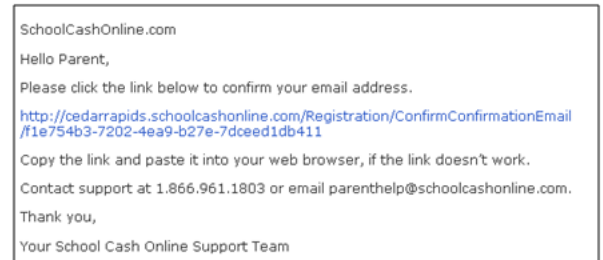 SchoolCashOnline.com
Hello Parent,
Please click the link below to confirm your email address.
http://cedarrapids.schoolcashonline.com/Registration/ConfirmConfirmationEmail
/f1e754b3-7202-4ea9-b27e-7dceed1db411
Copy the link and paste it into your web browser, if the link doesn't work.
Contact support at 1.866.961.1803 or email parenthelp@schoolcashonline.com.
Thank you,
Your School Cash Online Support Team